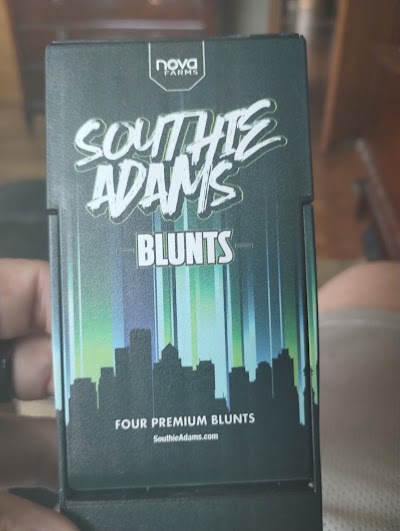 nova
FARMS
SOUTHIE
ADAMS
BLUNTS
FOUR PREMIUM BLUNTS
SouthieAdams.com